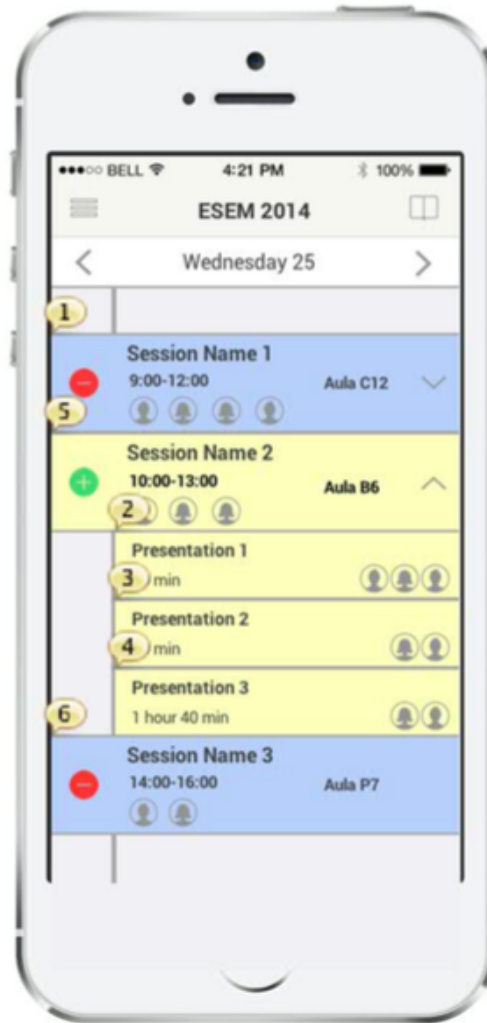 BELL 4:21 PM 100%
ESEM 2014
Wednesday 25
1
Session Name 1
9:00-12:00 Aula C12
5
Session Name 2
10:00-13:00 Aula B6
2
Presentation 1
3 min
Presentation 2
4 min
Presentation 3
6 1 hour 40 min
Session Name 3
14:00-16:00 Aula P7